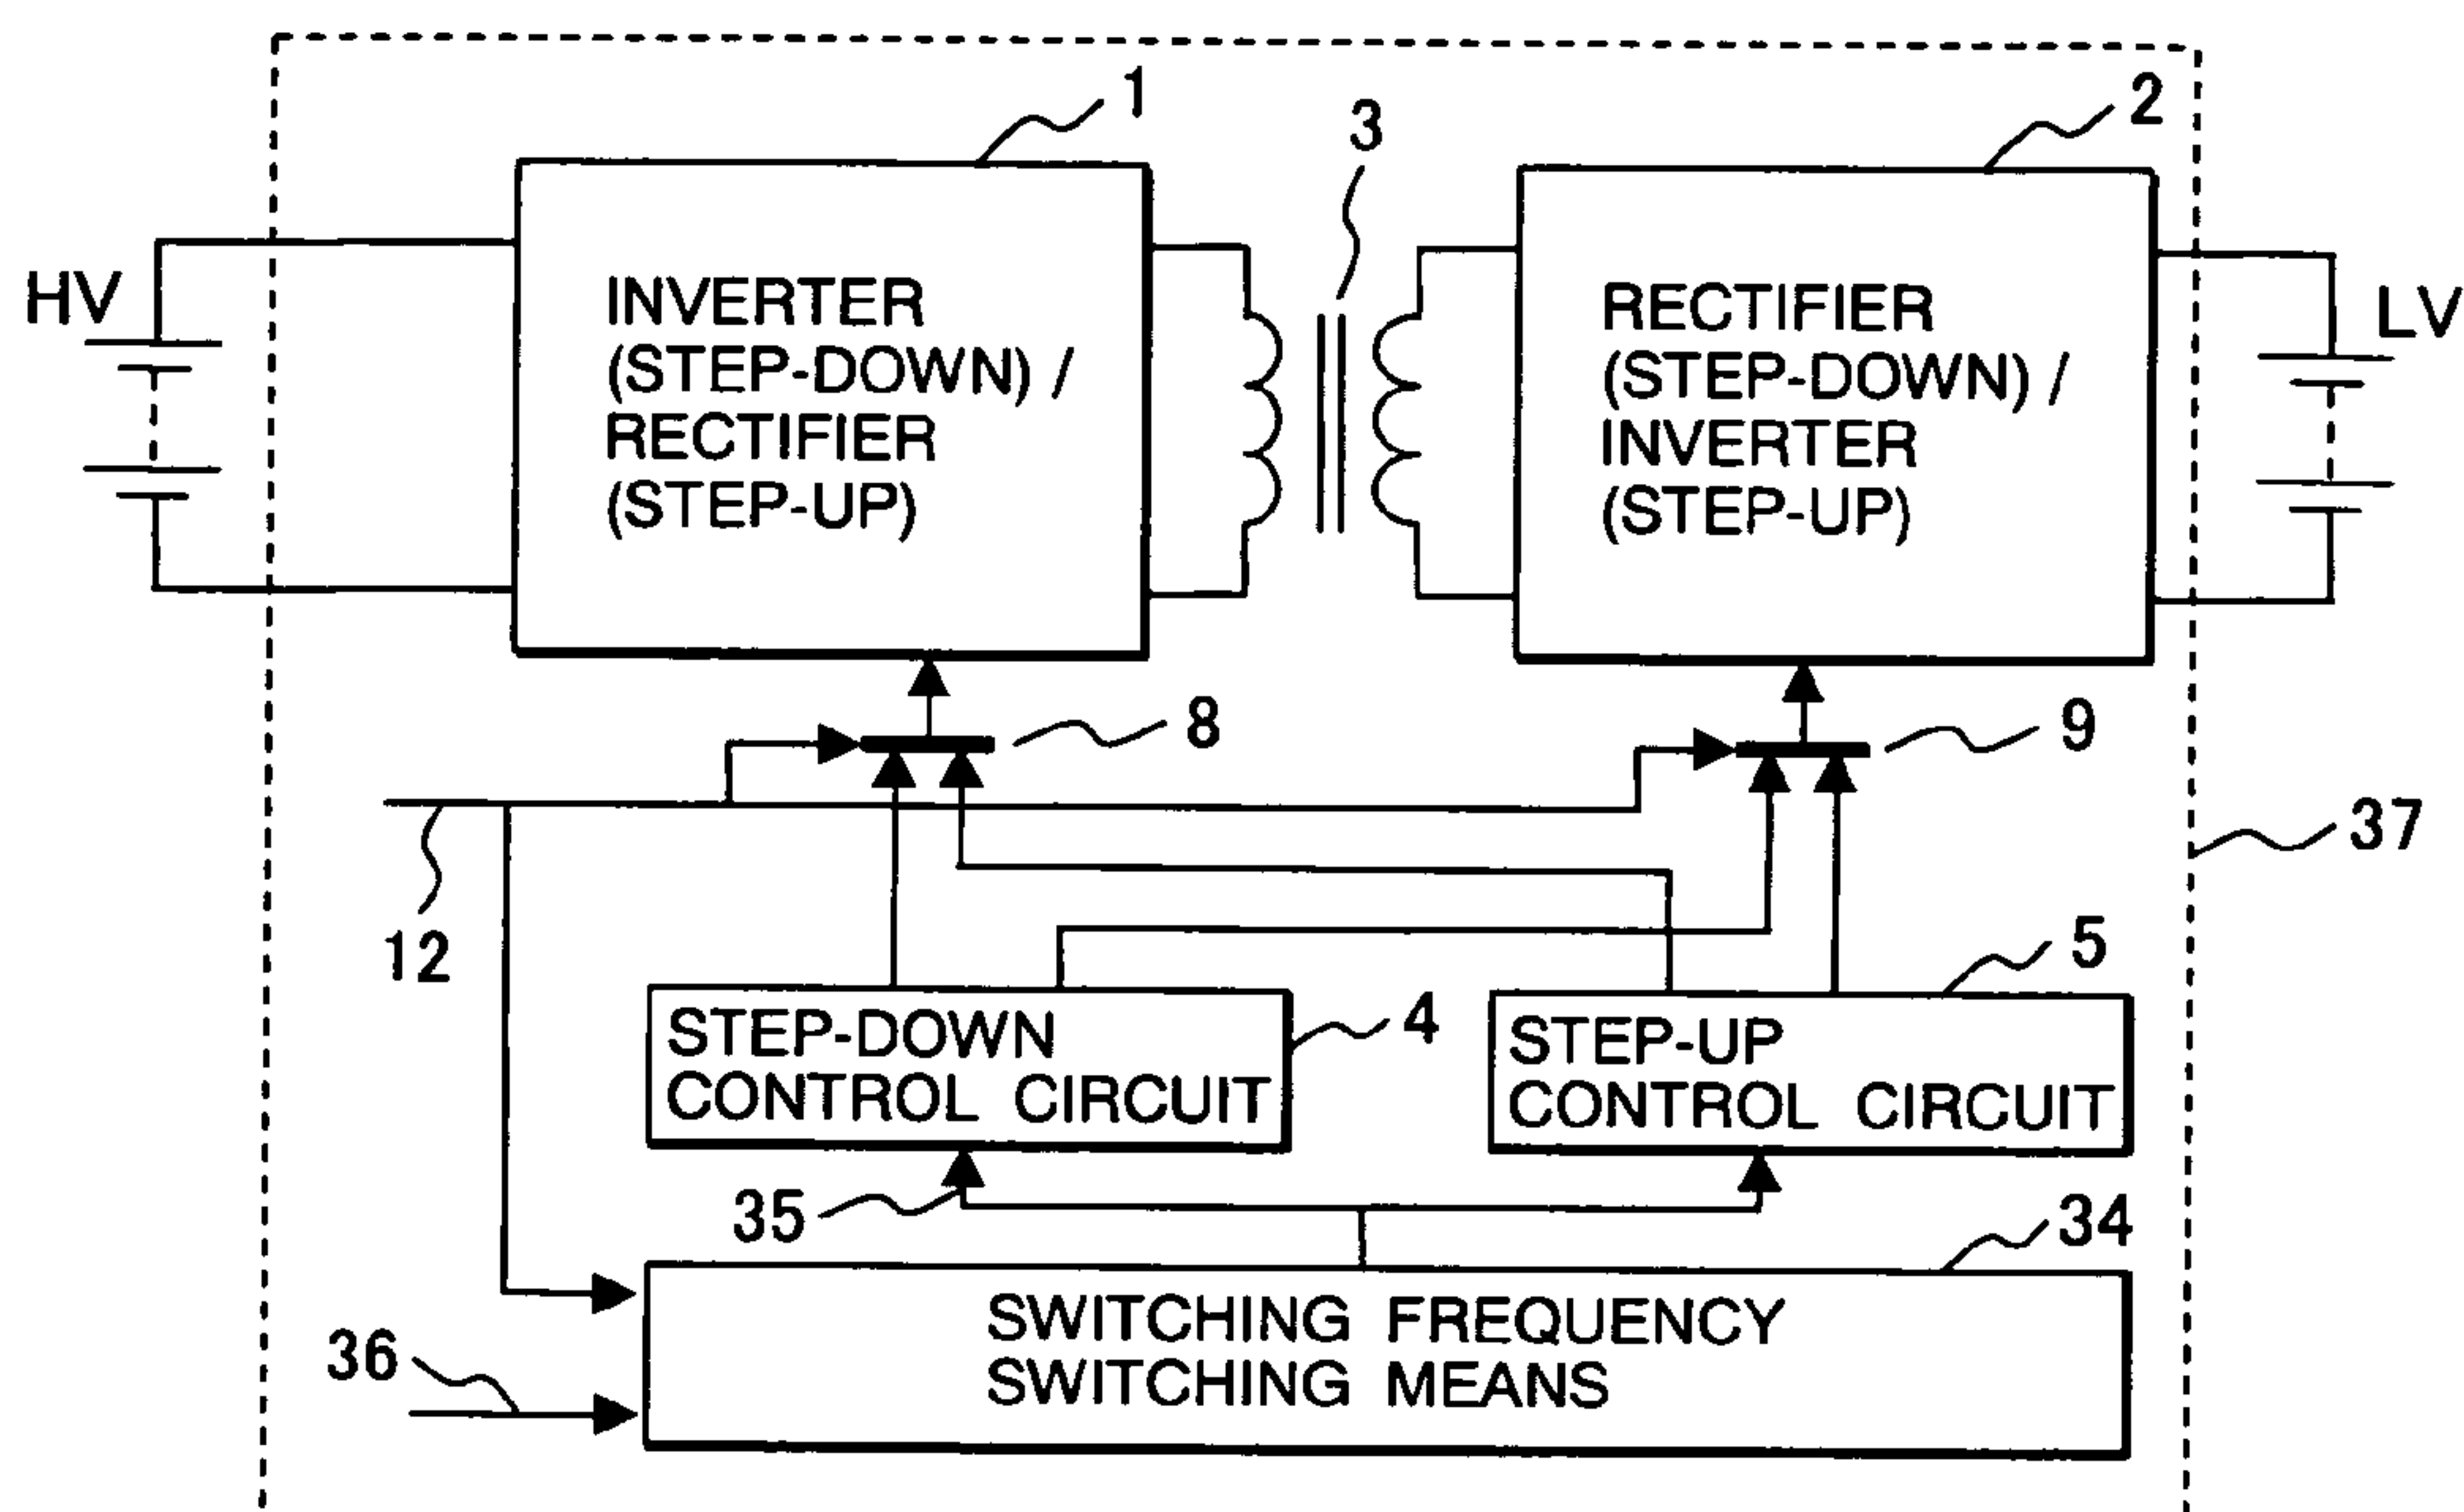 1
2
3
HV
INVERTER
(STEP-DOWN) /
RECTIFIER
(STEP-UP)
RECTIFIER
(STEP-DOWN) /
INVERTER
(STEP-UP)
LV
8
9
37
12
5
STEP-DOWN
CONTROL CIRCUIT
4
STEP-UP
CONTROL CIRCUIT
35
34
SWITCHING FREQUENCY
SWITCHING MEANS
36